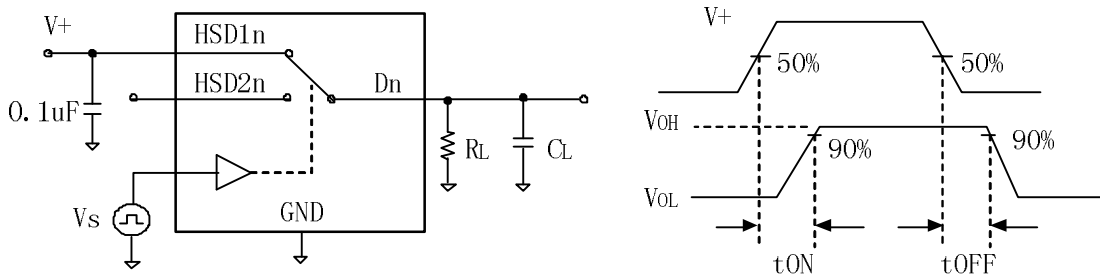 V+
HSD1n
HSD2n
Dn
0.1uF
RL
CL
Vs
GND
V+
50%
50%
VOH
90%
90%
VOL
tON
tOFF